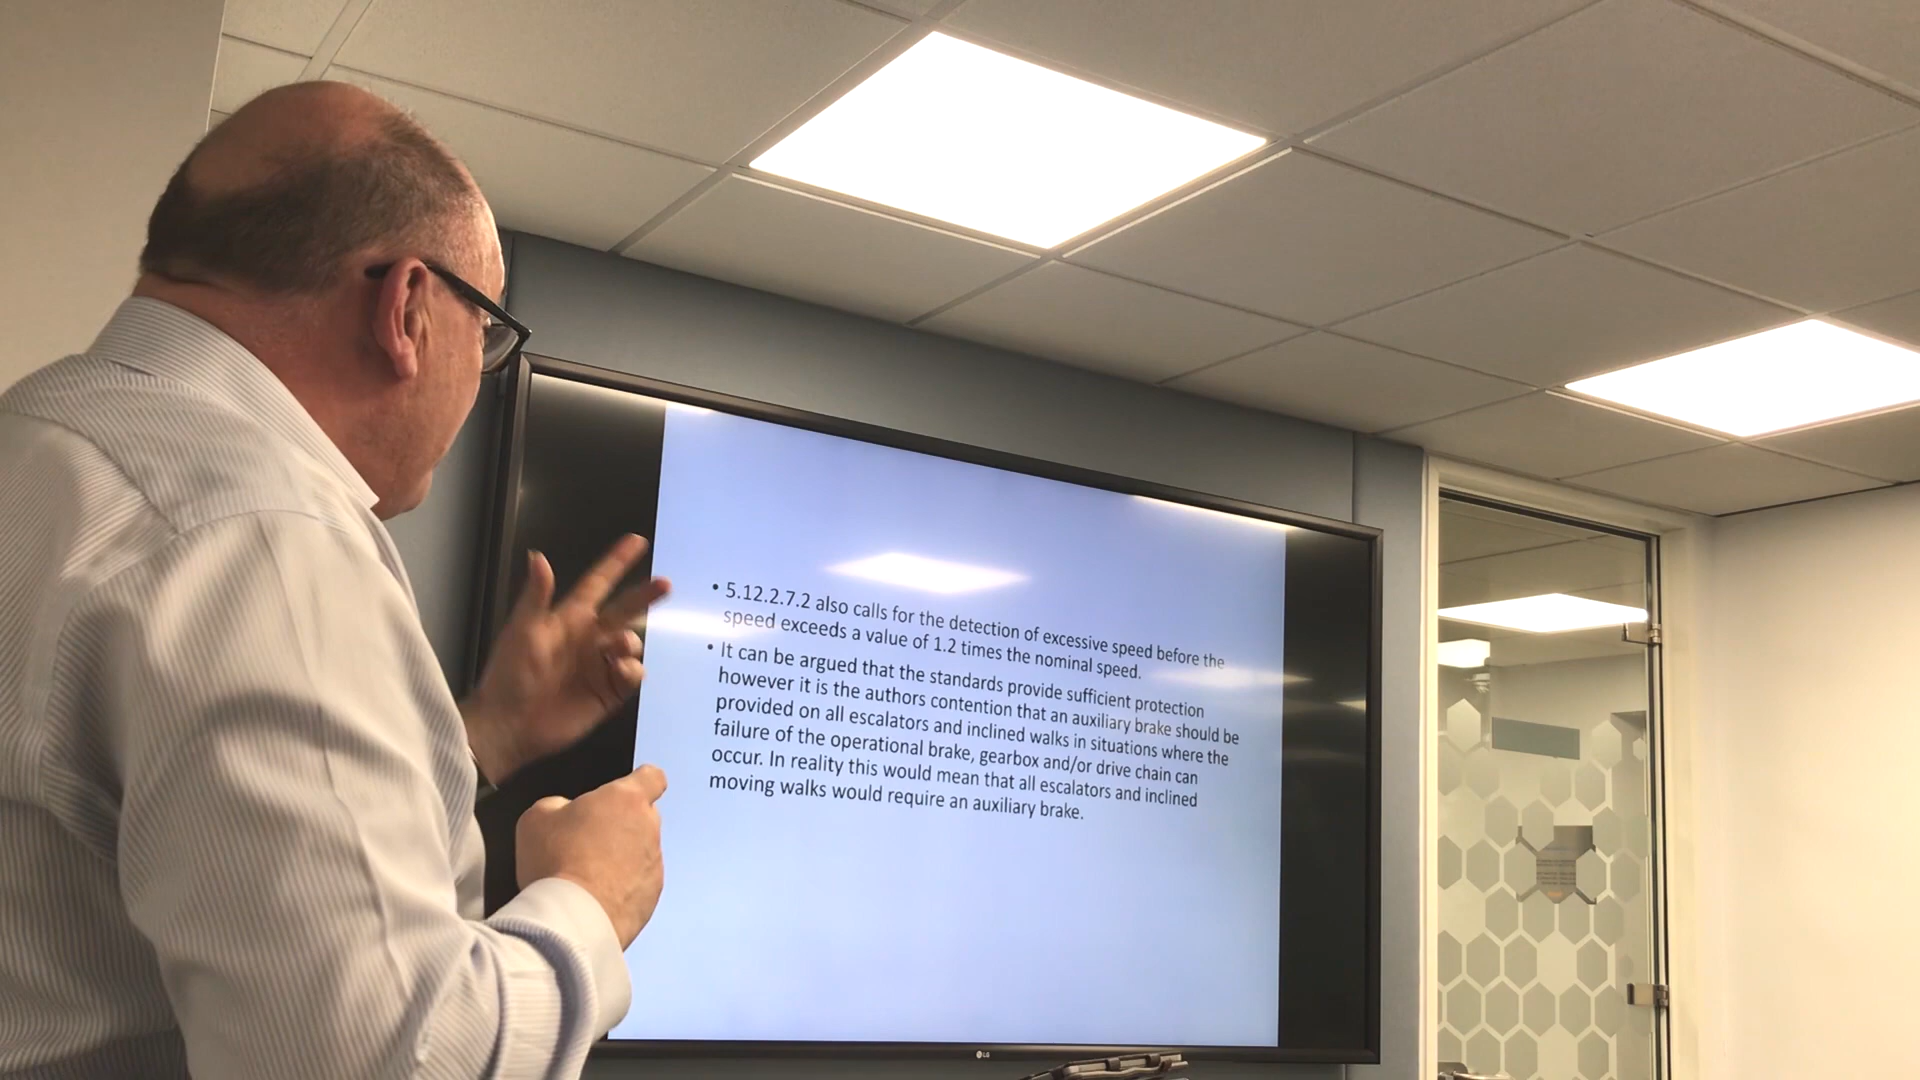 • 5.12.2.7.2 also calls for the detection of excessive speed before the
speed exceeds a value of 1.2 times the nominal speed.
• It can be argued that the standards provide sufficient protection
however it is the authors contention that an auxiliary brake should be
provided on all escalators and inclined walks in situations where the
failure of the operational brake, gearbox and/or drive chain can
occur. In reality this would mean that all escalators and inclined
moving walks would require an auxiliary brake.
LG